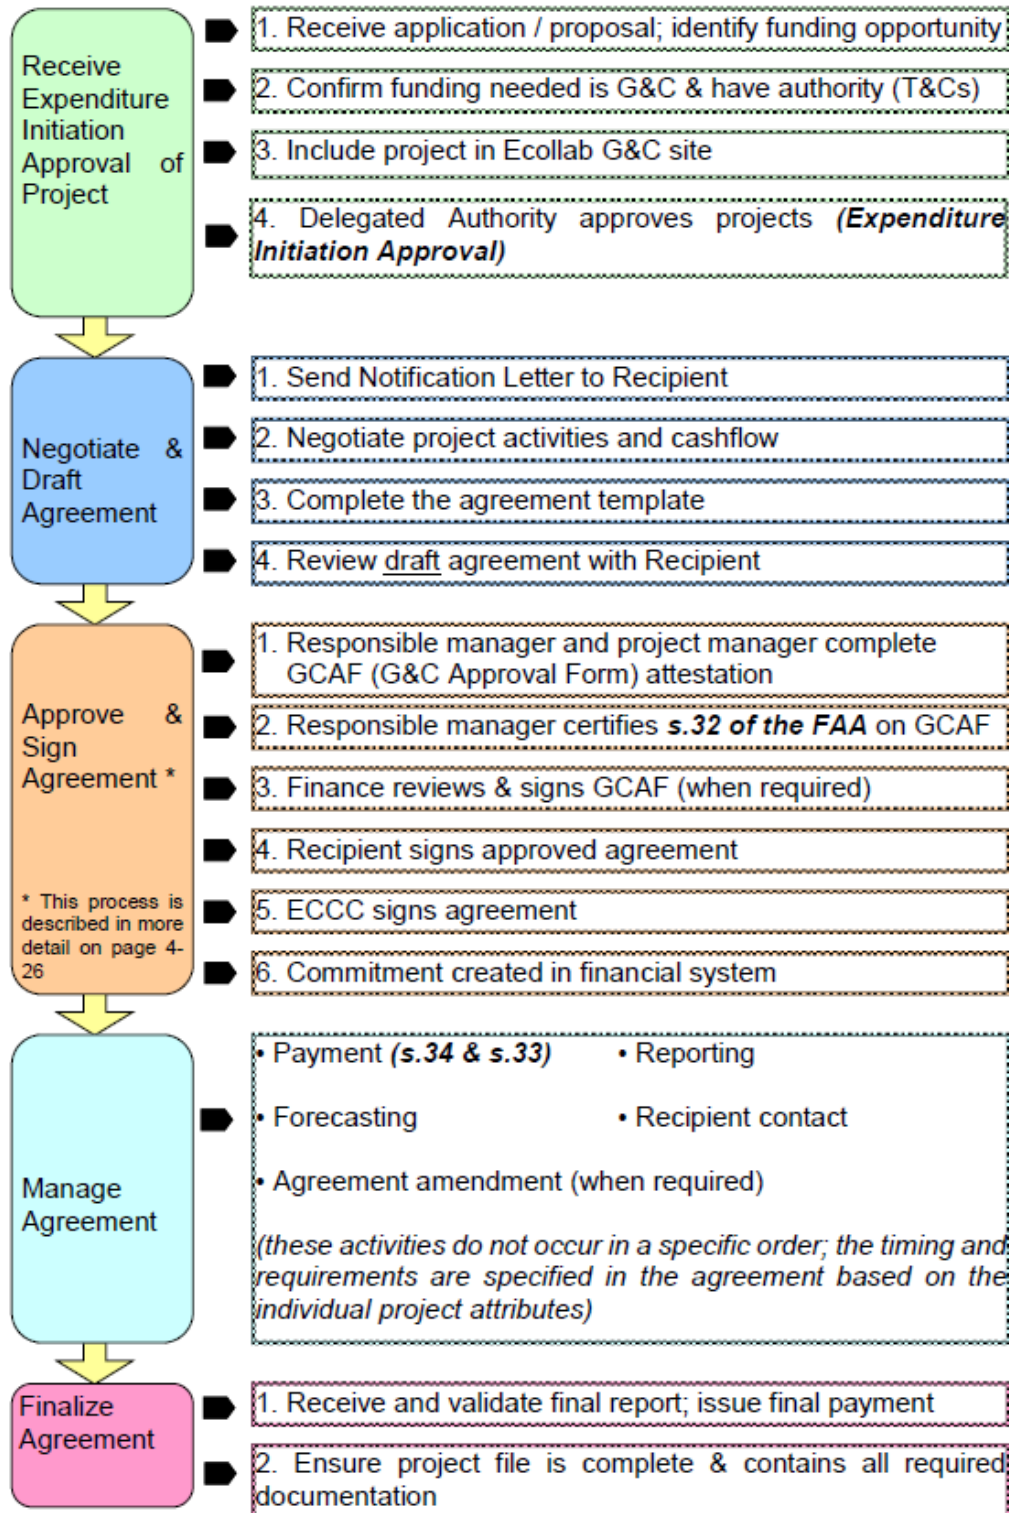 Receive
Expenditure
Initiation
Approval of
Project
1. Receive application / proposal; identify funding opportunity
2. Confirm funding needed is G&C & have authority (T&Cs)
3. Include project in Ecollab G&C site
4. Delegated Authority approves projects (Expenditure
Initiation Approval)
Negotiate &
Draft
Agreement
1. Send Notification Letter to Recipient
2. Negotiate project activities and cashflow
3. Complete the agreement template
4. Review draft agreement with Recipient
Approve &
Sign
Agreement *
* This process is
described in more
detail on page 4-
26
1. Responsible manager and project manager complete
GCAF (G&C Approval Form) attestation
2. Responsible manager certifies s.32 of the FAA on GCAF
3. Finance reviews & signs GCAF (when required)
4. Recipient signs approved agreement
5. ECCC signs agreement
6. Commitment created in financial system
Manage
Agreement
• Payment (s.34 & s.33) • Reporting
• Forecasting • Recipient contact
• Agreement amendment (when required)
(these activities do not occur in a specific order; the timing and
requirements are specified in the agreement based on the
individual project attributes)
Finalize
Agreement
1. Receive and validate final report; issue final payment
2. Ensure project file is complete & contains all required
documentation